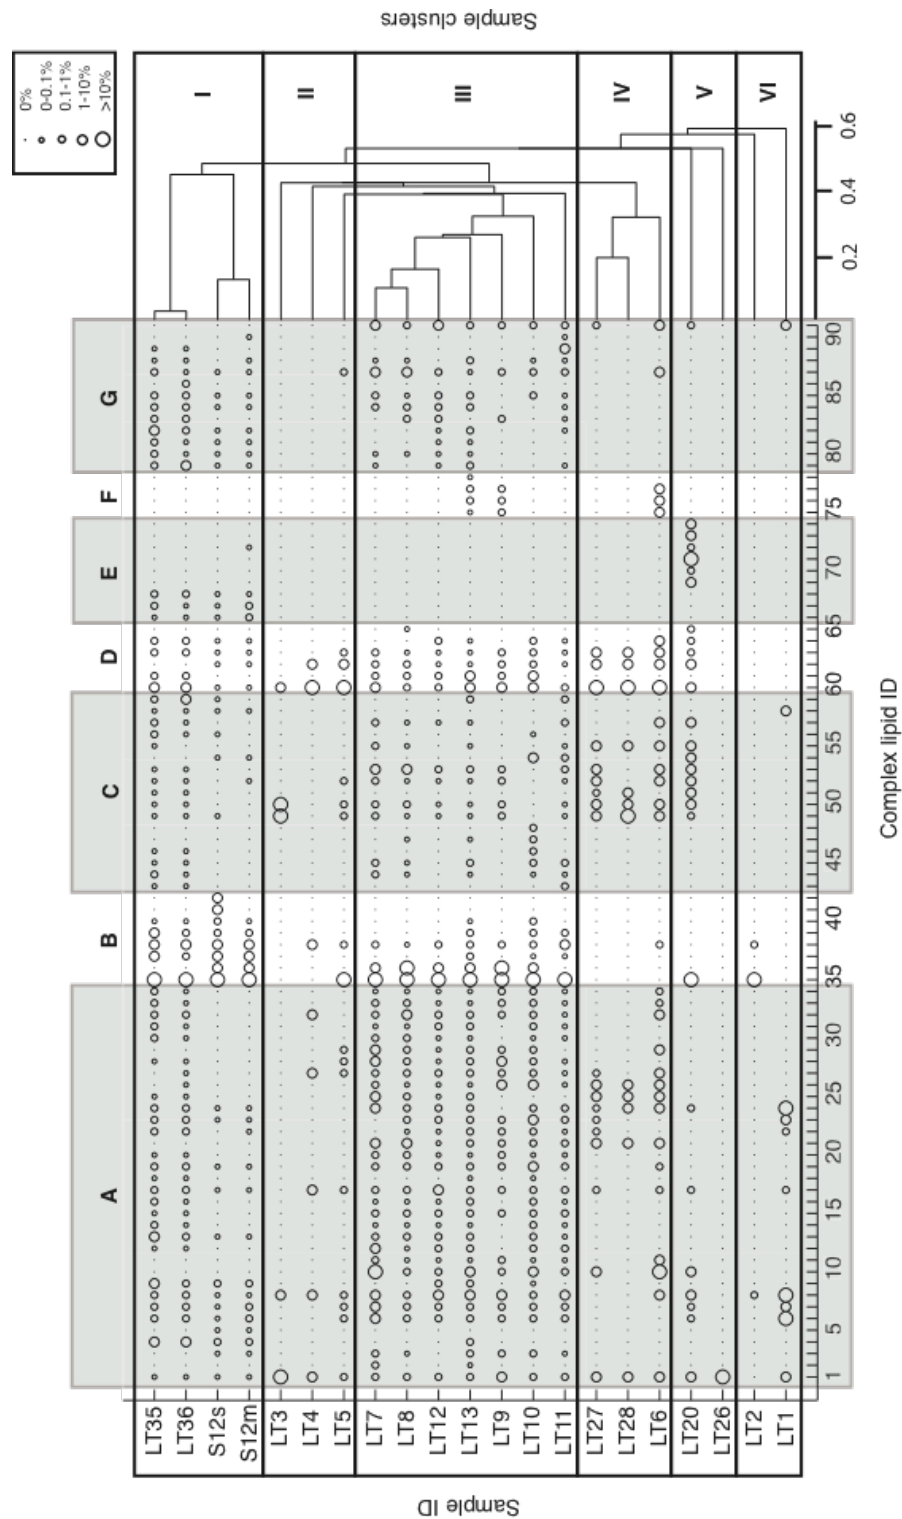 0%
0-0.1%
0.1-1%
1-10%
>10%
Sample clusters
I
II
III
IV
V
VI
0.2
0.4
0.6
A
B
C
D
E
F
G
Sample ID
LT35
LT36
S12s
S12m
LT3
LT4
LT5
LT7
LT8
LT12
LT13
LT9
LT10
LT11
LT27
LT28
LT6
LT20
LT26
LT2
LT1
1
5
10
15
20
25
30
35
40
45
50
55
60
65
70
75
80
85
90
Complex lipid ID